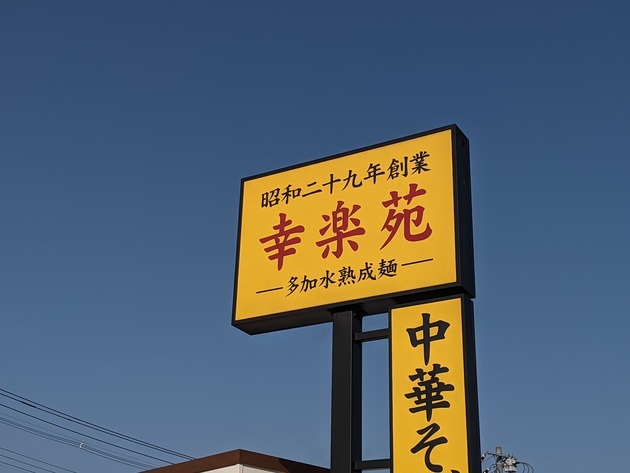 昭和二十九年創業
幸楽苑
多加水熟成麺
中華そ